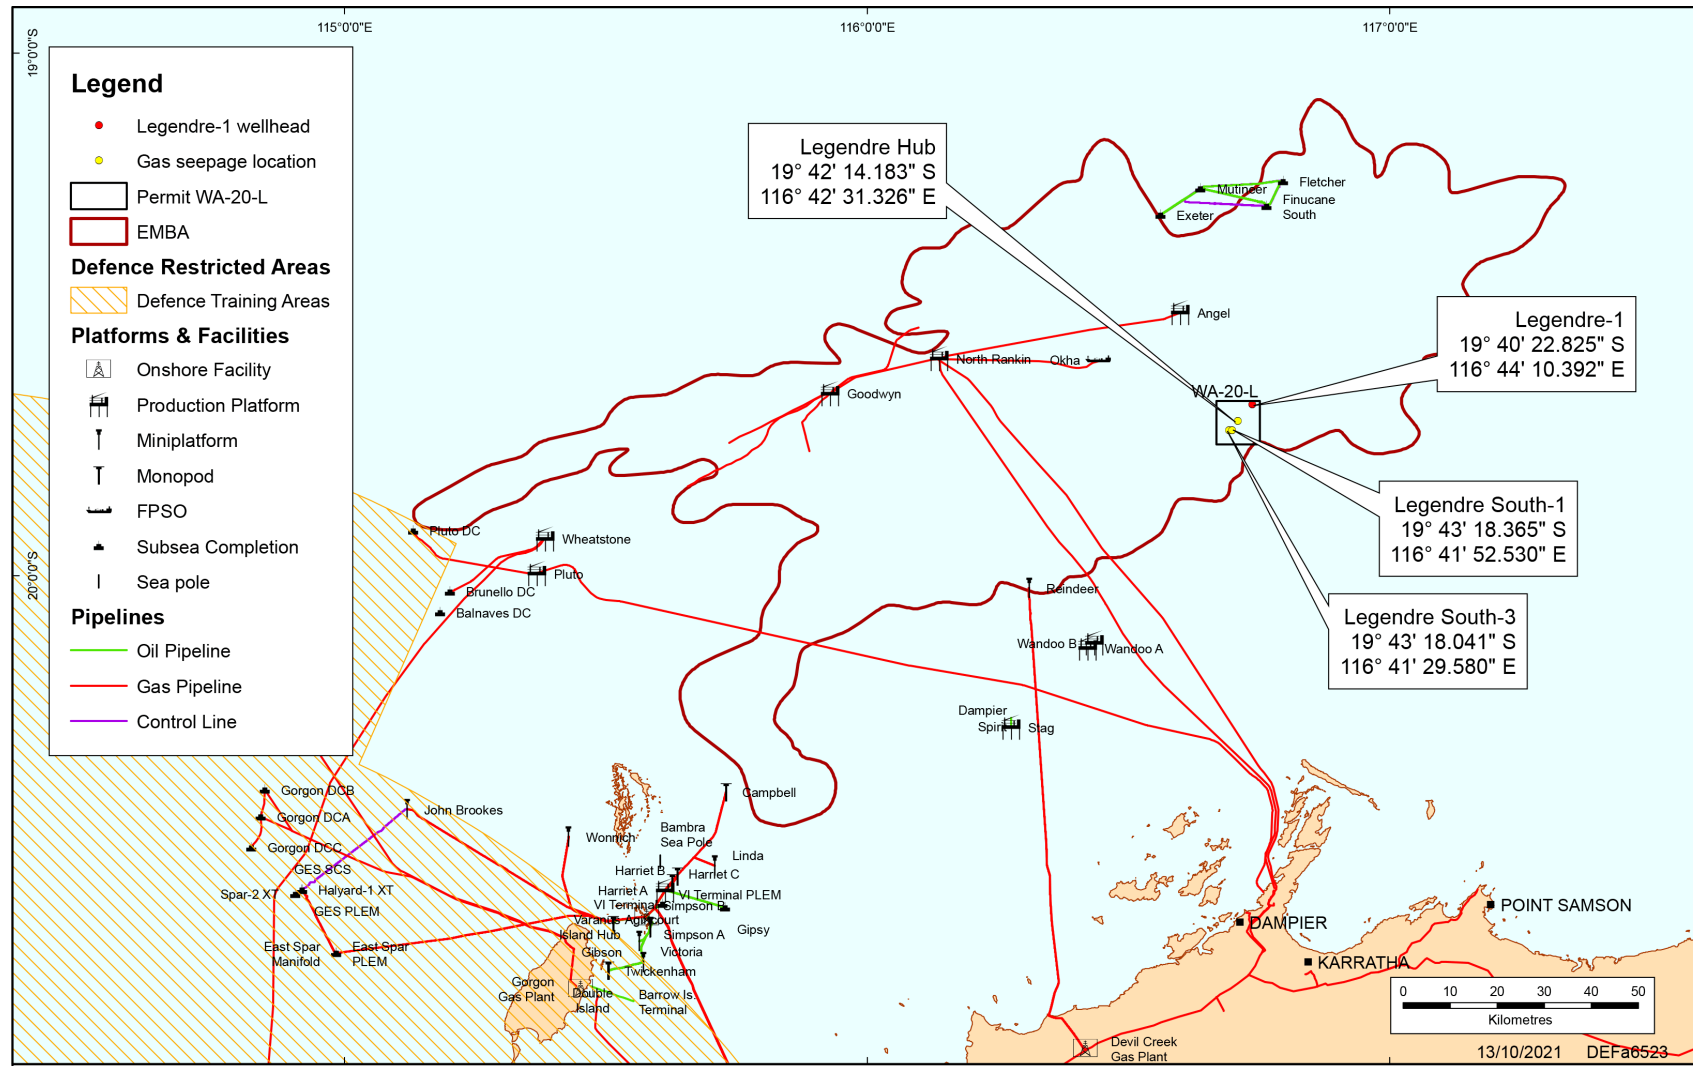 115°0'0"E
116°0'0"E
117°0'0"E
19°0'0"S
20°0'0"S
Legend
Legendre-1 wellhead
Gas seepage location
Permit WA-20-L
EMBA
Defence Restricted Areas
Defence Training Areas
Platforms & Facilities
Onshore Facility
Production Platform
Miniplatform
Monopod
FPSO
Subsea Completion
Sea pole
Pipelines
Oil Pipeline
Gas Pipeline
Control Line
Legendre Hub
19° 42' 14.183" S
116° 42' 31.326" E
Mutineer
Fletcher
Finucane
South
Exeter
Angel
North Rankin
Okha
Goodwyn
WA-20-L
Legendre-1
19° 40' 22.825" S
116° 44' 10.392" E
Legendre South-1
19° 43' 18.365" S
116° 41' 52.530" E
Legendre South-3
19° 43' 18.041" S
116° 41' 29.580" E
Pluto DC
Wheatstone
Pluto
Brunello DC
Balnaves DC
Reindeer
Wandoo B
Wandoo A
Dampier
Spirit
Stag
Gorgon DCB
Gorgon DCA
Gorgon DCC
John Brookes
GES SCS
Spar-2 XT
Halyard-1 XT
GES PLEM
East Spar
Manifold
East Spar
PLEM
Wonnich
Campbell
Bambra
Sea Pole
Linda
Harriet B
Harriet C
Harriet A
VI Terminal PLEM
VI Terminal
Simpson B
Varanus
Island Hub
Agincourt
Simpson A
Gipsy
Gibson
Victoria
Twickenham
Gorgon
Gas Plant
Double
Island
Barrow Is.
Terminal
DAMPIER
POINT SAMSON
KARRATHA
Devil Creek
Gas Plant
0 10 20 30 40 50
Kilometres
13/10/2021 DEFa6523